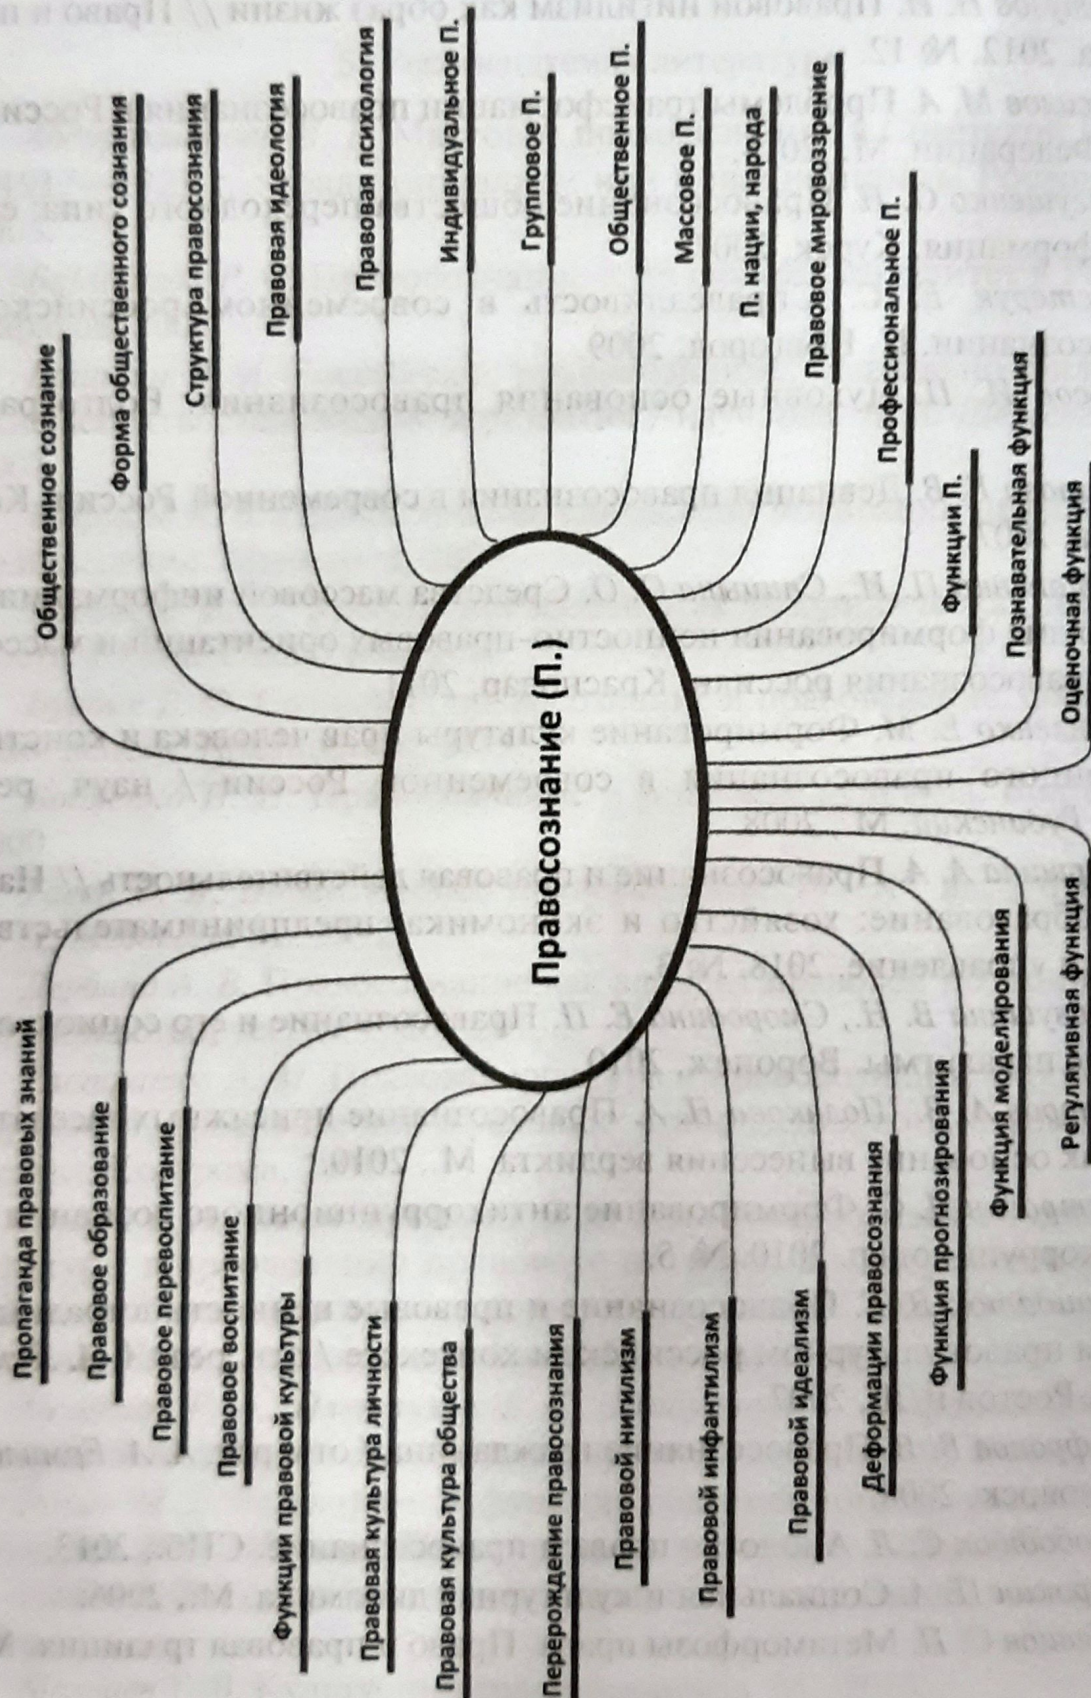 Пропаганда правовых знаний
Правовое образование
Правовое перевоспитание
Правовое воспитание
Функции правовой культуры
Правовая культура личности
Правовая культура общества
Перерождение правосознания
Правовой нигилизм
Правовой инфантилизм
Правовой идеализм
Деформации правосознания
Функция прогнозирования
Функция моделирования
Регулятивная функция
Правосознание (П.)
Общественное сознание
Форма общественного сознания
Структура правосознания
Правовая идеология
Правовая психология
Индивидуальное П.
Групповое П.
Общественное П.
Массовое П.
П. нации, народа
Правовое мировоззрение
Профессиональное П.
Функции П.
Познавательная функция
Оценочная функция